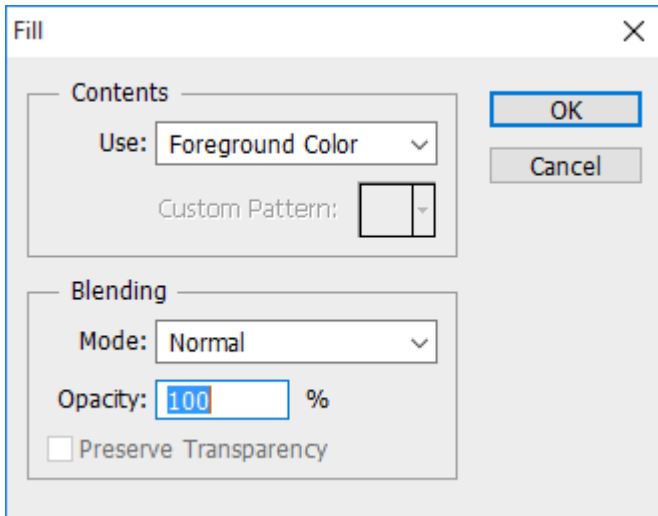 Fill
Contents
OK
Use: Foreground Color
Cancel
Custom Pattern:
Blending
Mode: Normal
Opacity: 100 %
Preserve Transparency